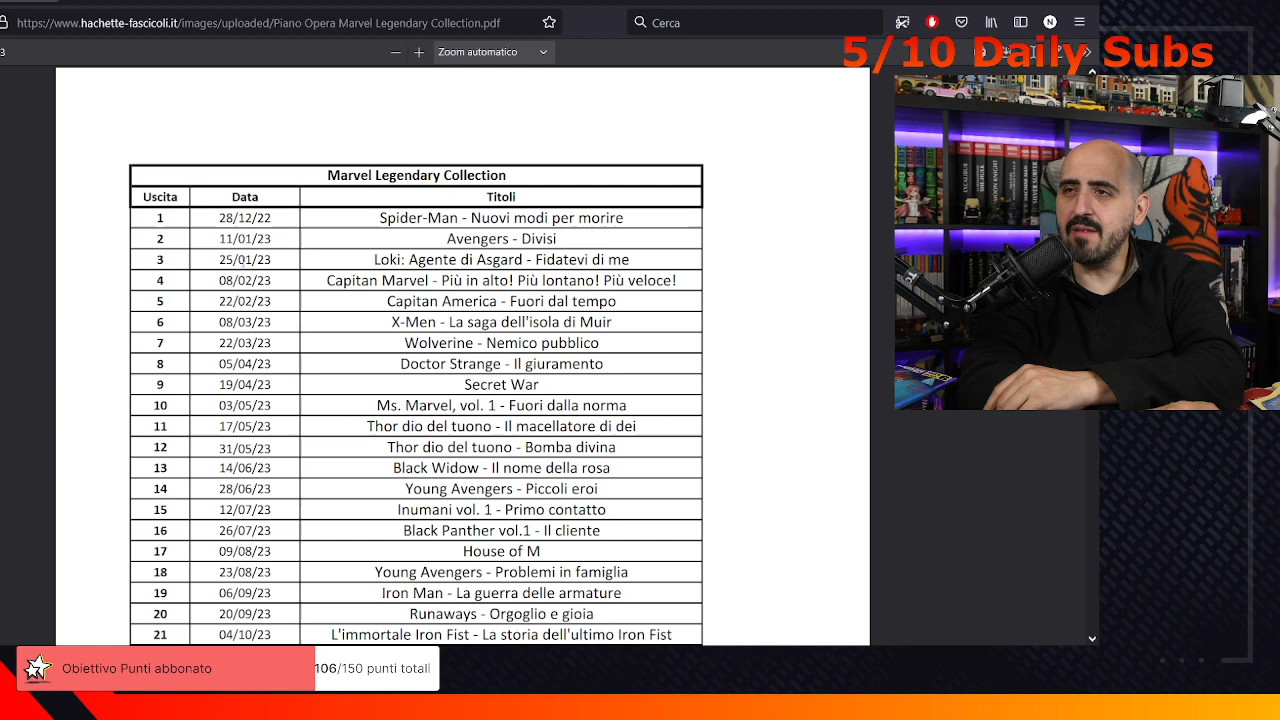 https://www.hachette-fascicoli.it/images/uploaded/Piano Opera Marvel Legendary Collection.pdf
Cerca
N
3
Zoom automatico
5/10 Daily Subs
Marvel Legendary Collection
Uscita Data Titoli
1 28/12/22 Spider-Man - Nuovi modi per morire
2 11/01/23 Avengers - Divisi
3 25/01/23 Loki: Agente di Asgard - Fidatevi di me
4 08/02/23 Capitan Marvel - Più in alto! Più lontano! Più veloce!
5 22/02/23 Capitan America - Fuori dal tempo
6 08/03/23 X-Men - La saga dell'isola di Muir
7 22/03/23 Wolverine - Nemico pubblico
8 05/04/23 Doctor Strange - Il giuramento
9 19/04/23 Secret War
10 03/05/23 Ms. Marvel, vol. 1 - Fuori dalla norma
11 17/05/23 Thor dio del tuono - Il macellatore di dei
12 31/05/23 Thor dio del tuono - Bomba divina
13 14/06/23 Black Widow - Il nome della rosa
14 28/06/23 Young Avengers - Piccoli eroi
15 12/07/23 Inumani vol. 1 - Primo contatto
16 26/07/23 Black Panther vol.1 - Il cliente
17 09/08/23 House of M
18 23/08/23 Young Avengers - Problemi in famiglia
19 06/09/23 Iron Man - La guerra delle armature
20 20/09/23 Runaways - Orgoglio e gioia
21 04/10/23 L'immortale Iron Fist - La storia dell'ultimo Iron Fist
EXCALIBUR
SHE-HULK
MOON KNIGHT
MACHINE MAN
Obiettivo Punti abbonato
106/150 punti totali